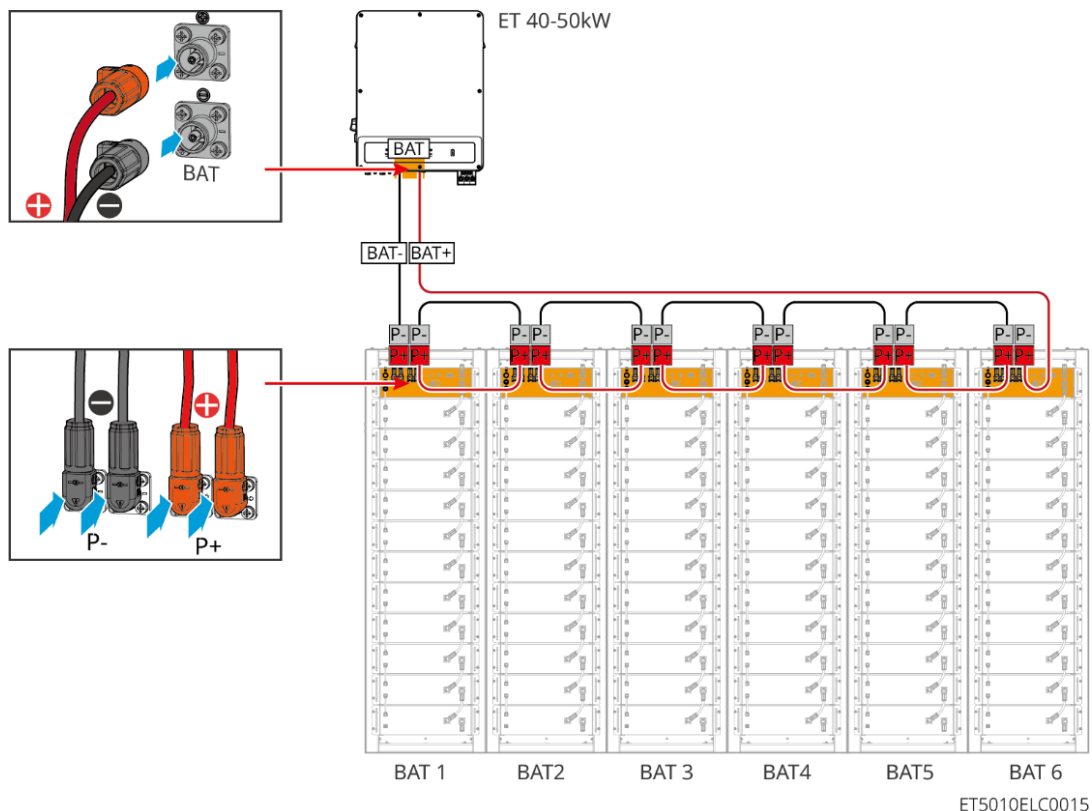 ET 40-50kW
BAT
BAT
BAT- BAT+
P- P- P- P- P- P- P- P- P- P- P- P-
P+ P+ P+ P+ P+ P+ P+ P+ P+ P+ P+ P+
P- P+
BAT 1 BAT2 BAT 3 BAT4 BAT5 BAT 6
ET5010ELC0015